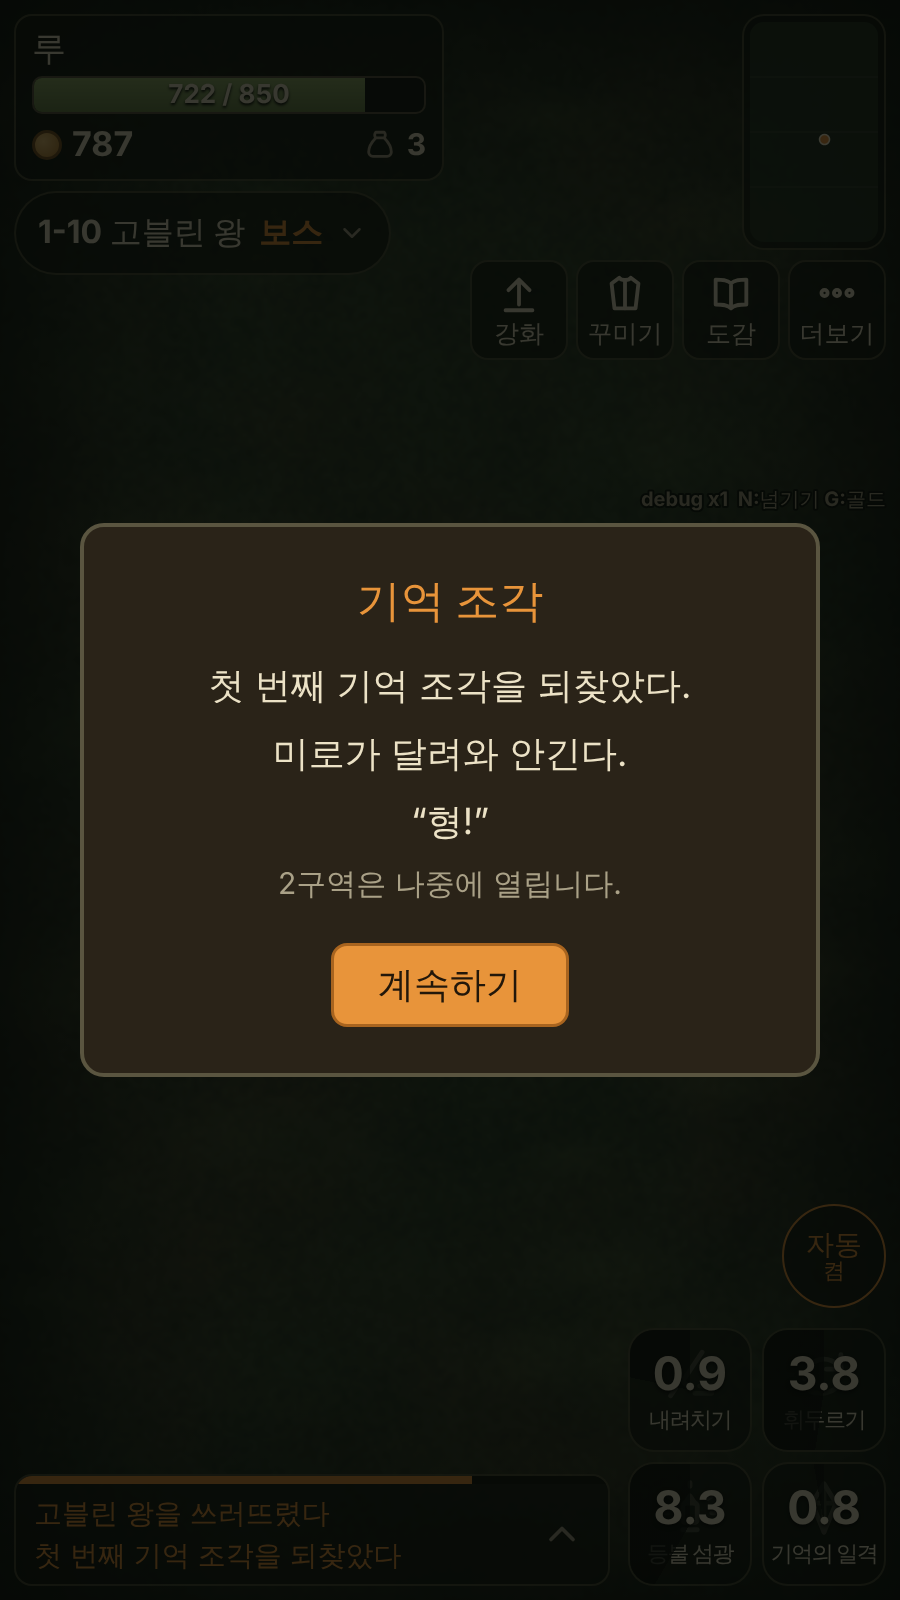 루
722 / 850
787
3
1-10 고블린 왕 보스
강화
꾸미기
도감
더보기
debug x1 N:넘기기 G:골드
기억 조각
첫 번째 기억 조각을 되찾았다.
미로가 달려와 안긴다.
“형!”
2구역은 나중에 열립니다.
계속하기
자동
켬
0.9
내려치기
3.8
휘두르기
8.3
등불 섬광
0.8
기억의 일격
고블린 왕을 쓰러뜨렸다
첫 번째 기억 조각을 되찾았다